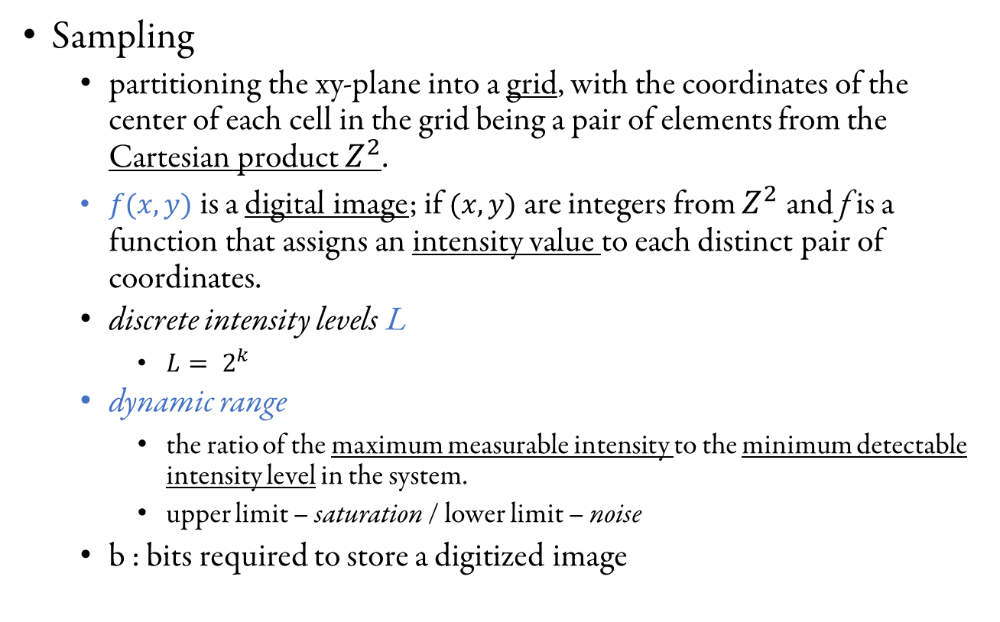 • Sampling
• partitioning the xy-plane into a grid, with the coordinates of the
center of each cell in the grid being a pair of elements from the
Cartesian product Z².
• f(x, y) is a digital image; if (x, y) are integers from Z² and f is a
function that assigns an intensity value to each distinct pair of
coordinates.
• discrete intensity levels L
• L = 2ᵏ
• dynamic range
• the ratio of the maximum measurable intensity to the minimum detectable
intensity level in the system.
• upper limit – saturation / lower limit – noise
• b : bits required to store a digitized image